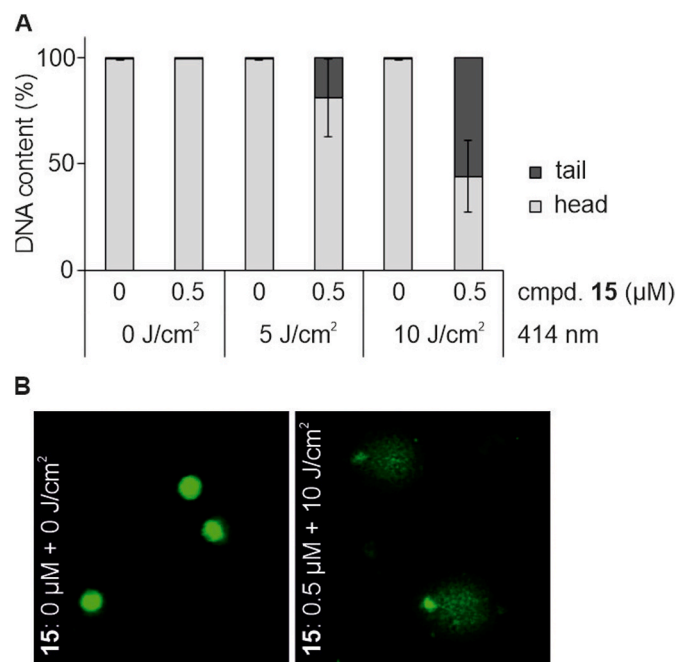 A
DNA content (%)
100
50
0
tail
head
0 0.5 0 0.5 0 0.5 cmpd. 15 (µM)
0 J/cm² 5 J/cm² 10 J/cm² 414 nm
B
15: 0 µM + 0 J/cm²
15: 0.5 µM + 10 J/cm²